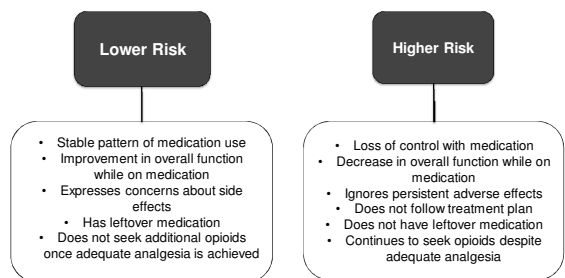 Lower Risk
• Stable pattern of medication use
• Improvement in overall function
while on medication
• Expresses concerns about side
effects
• Has leftover medication
• Does not seek additional opioids
once adequate analgesia is achieved
Higher Risk
• Loss of control with medication
• Decrease in overall function while on
medication
• Ignores persistent adverse effects
• Does not follow treatment plan
• Does not have leftover medication
• Continues to seek opioids despite
adequate analgesia